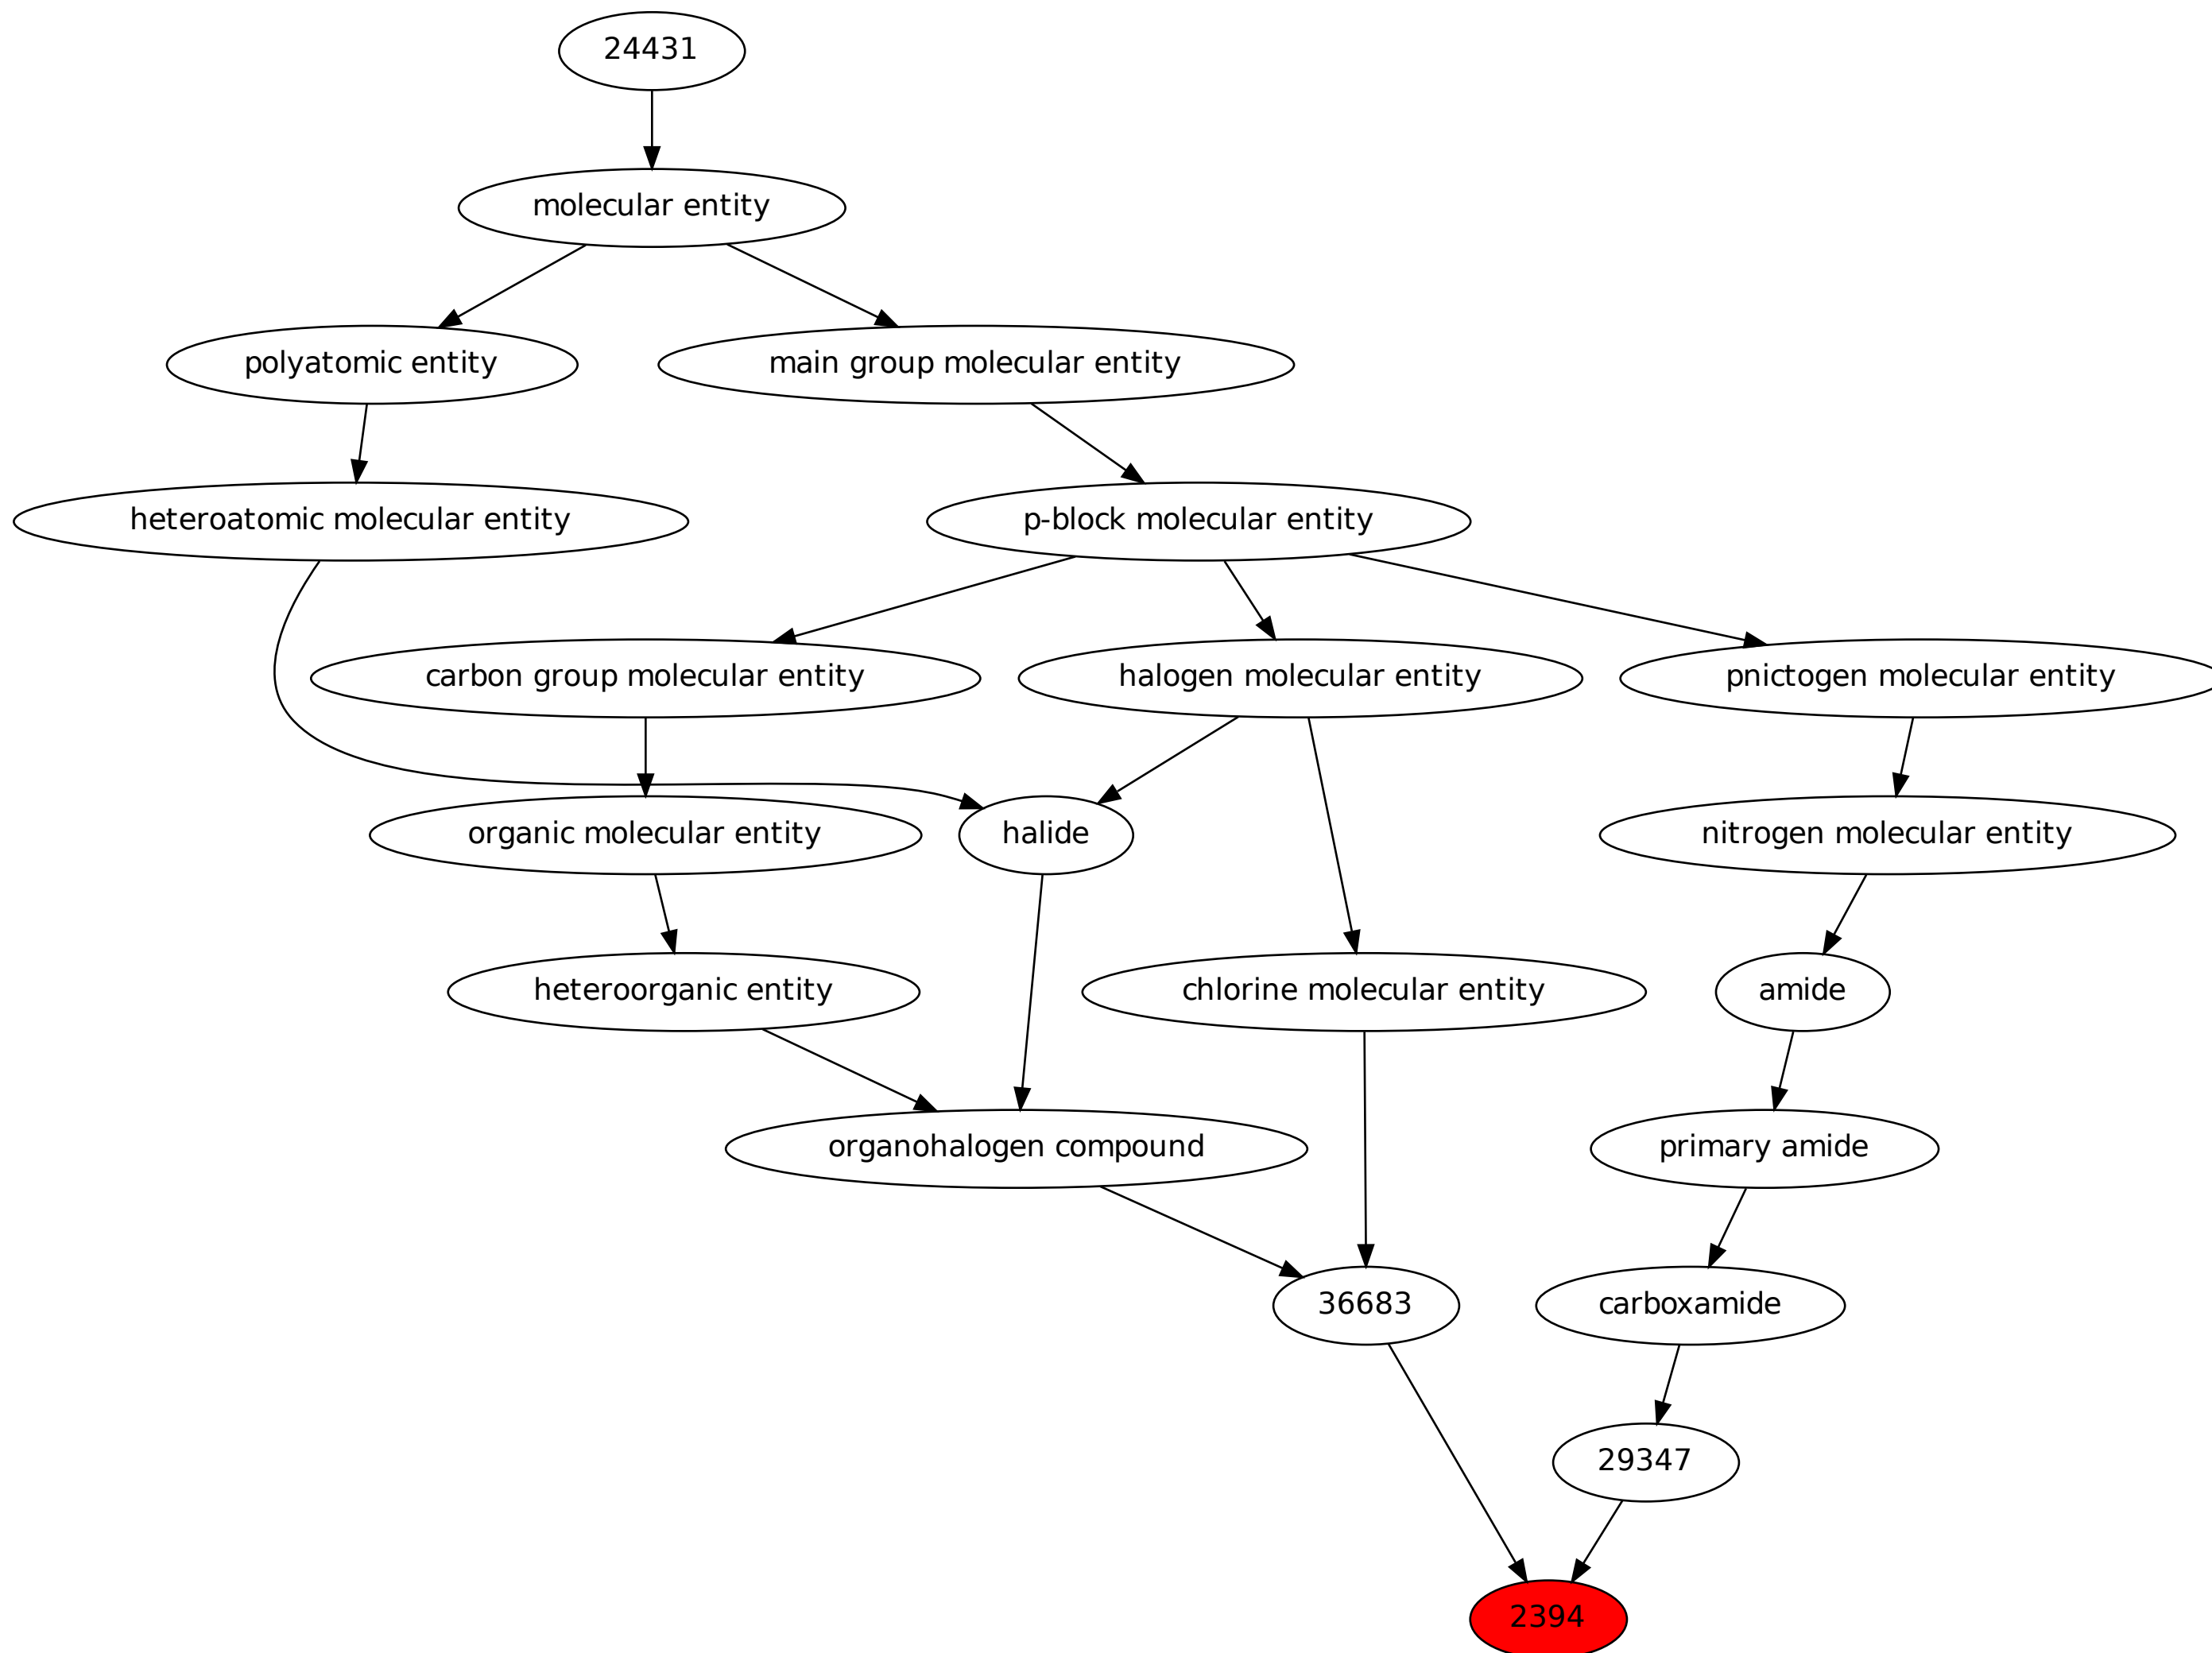 24431
molecular entity
polyatomic entity
main group molecular entity
heteroatomic molecular entity
p-block molecular entity
carbon group molecular entity
halogen molecular entity
pnictogen molecular entity
organic molecular entity
halide
nitrogen molecular entity
heteroorganic entity
chlorine molecular entity
amide
organohalogen compound
primary amide
36683
carboxamide
29347
2394